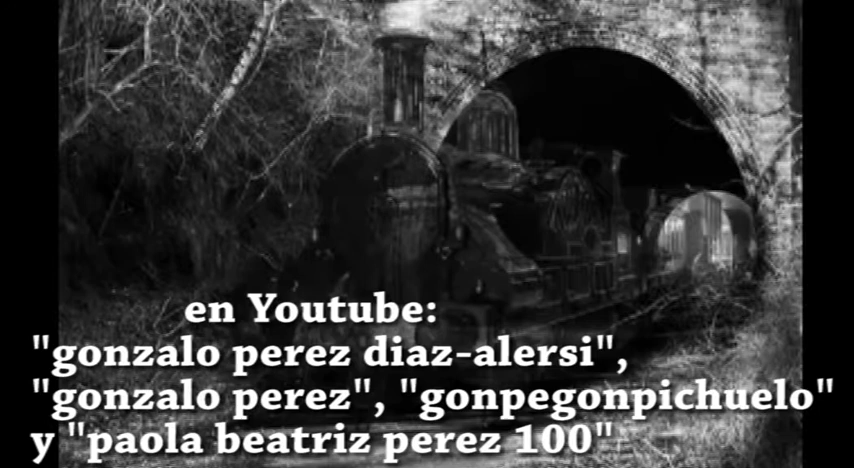 en Youtube:
"gonzalo perez diaz-alersi",
"gonzalo perez", "gonpegonpichuelo"
y "paola beatriz perez 100"